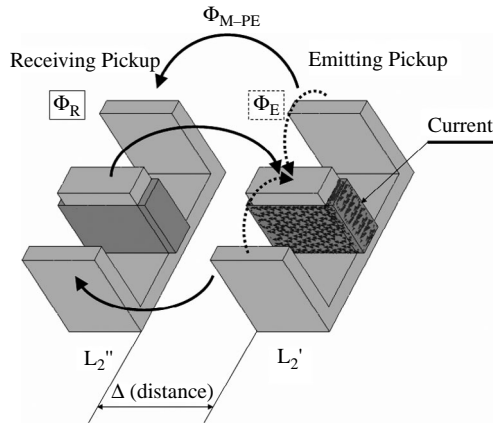 Φ_M–PE
Receiving Pickup
Emitting Pickup
Φ_R
Φ_E
Current
L_2''
L_2'
Δ (distance)